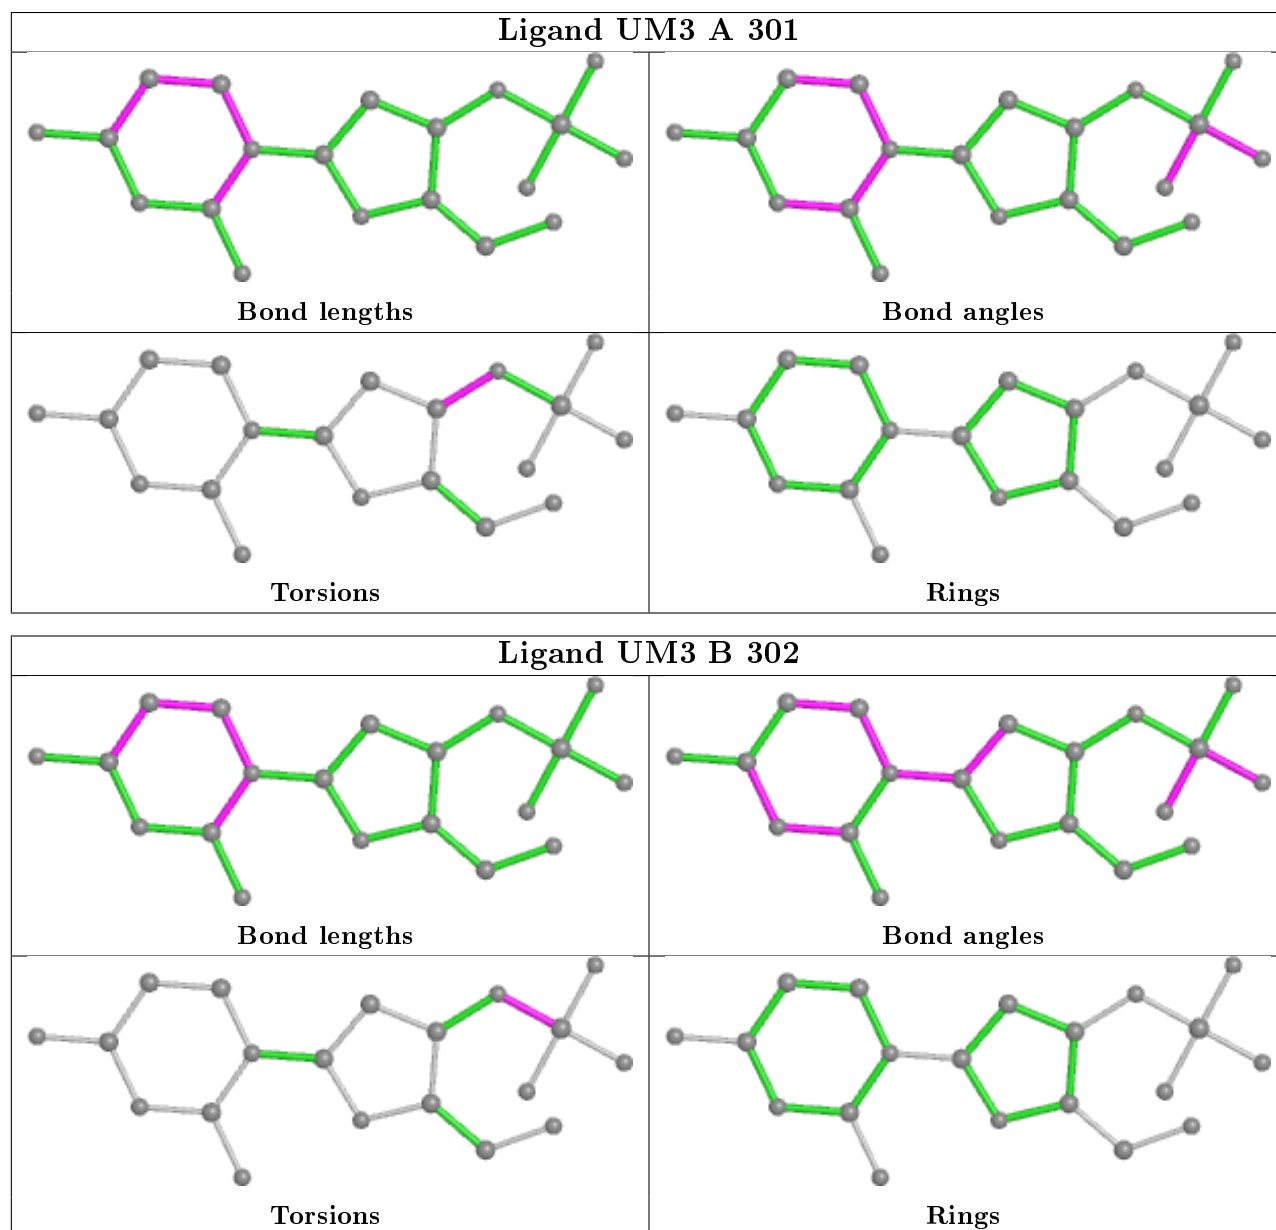 Ligand UM3 A 301
Bond lengths
Bond angles
Torsions
Rings
Ligand UM3 B 302
Bond lengths
Bond angles
Torsions
Rings